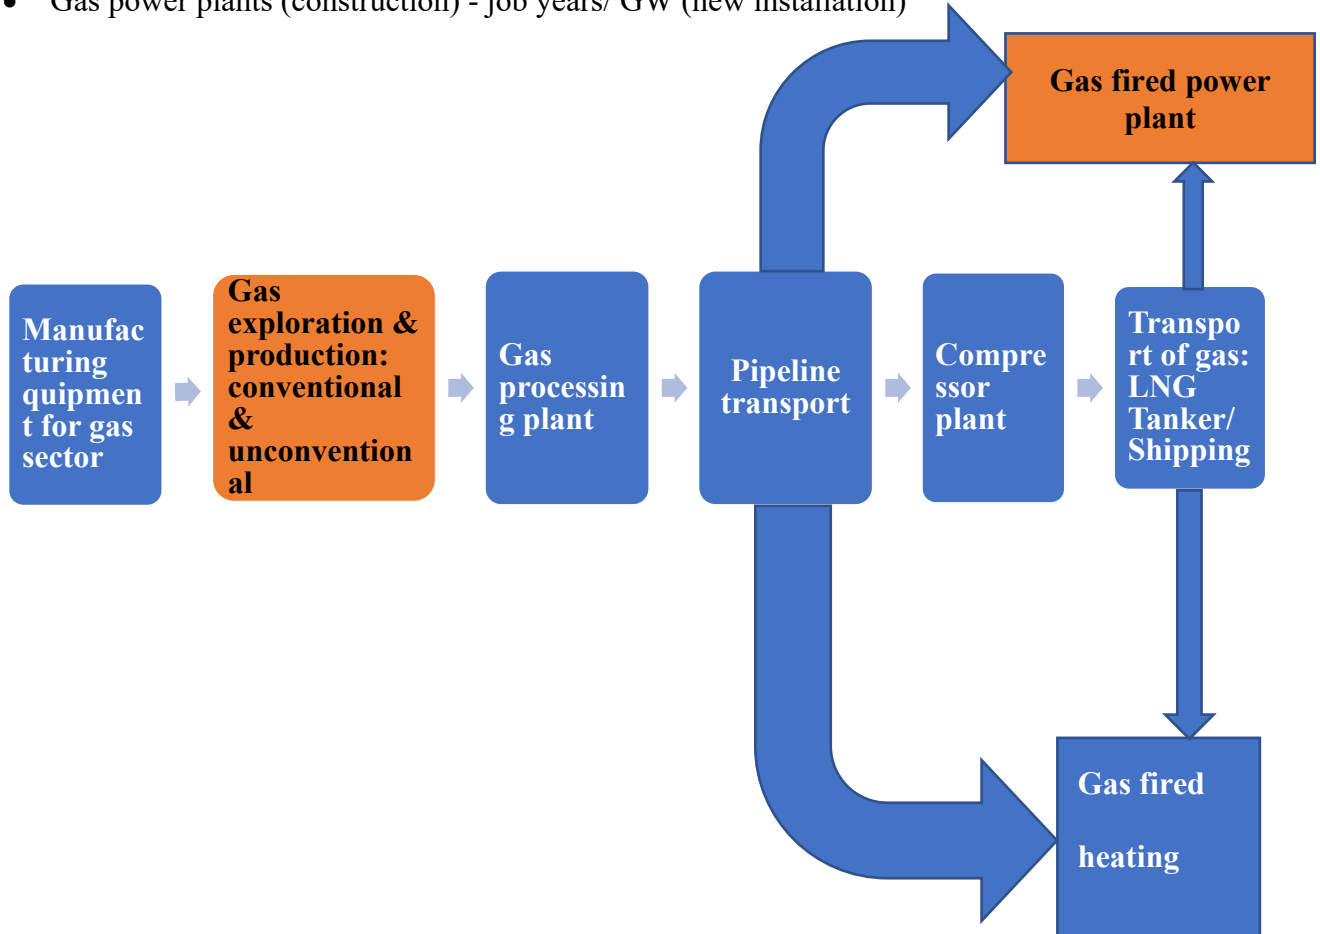 • Gas power plants (construction) - job years/ GW (new installation)
Gas fired power
plant
Manufac
turing
quipmen
t for gas
sector
Gas
exploration &
production:
conventional
&
unconvention
al
Gas
processin
g plant
Pipeline
transport
Compre
ssor
plant
Transpo
rt of gas:
LNG
Tanker/
Shipping
Gas fired
heating